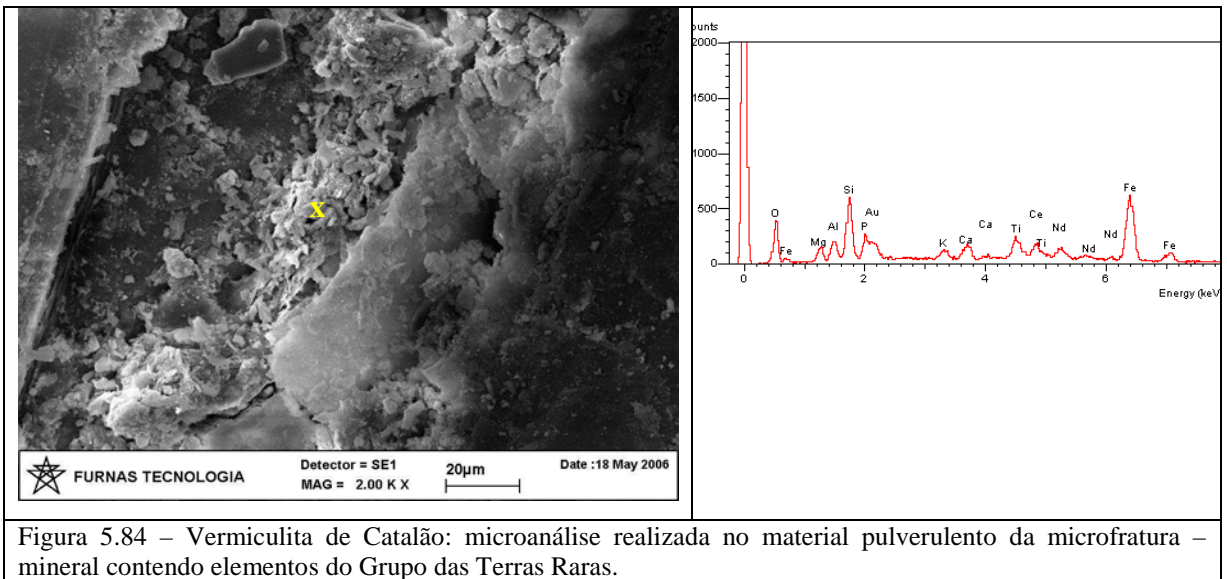 X
FURNAS TECNOLOGIA
Detector = SE1
MAG = 2.00 K X
20µm
Date :18 May 2006
ounts
2000
1500
1000
500
0
O
Fe
Mg
Al
Si
P
Au
K
Ca
Ca
Ti
Ce
Ti
Nd
Nd
Nd
Fe
Fe
0
2
4
6
Energy (keV
Figura 5.84 – Vermiculita de Catalão: microanálise realizada no material pulverulento da microfratura –
mineral contendo elementos do Grupo das Terras Raras.